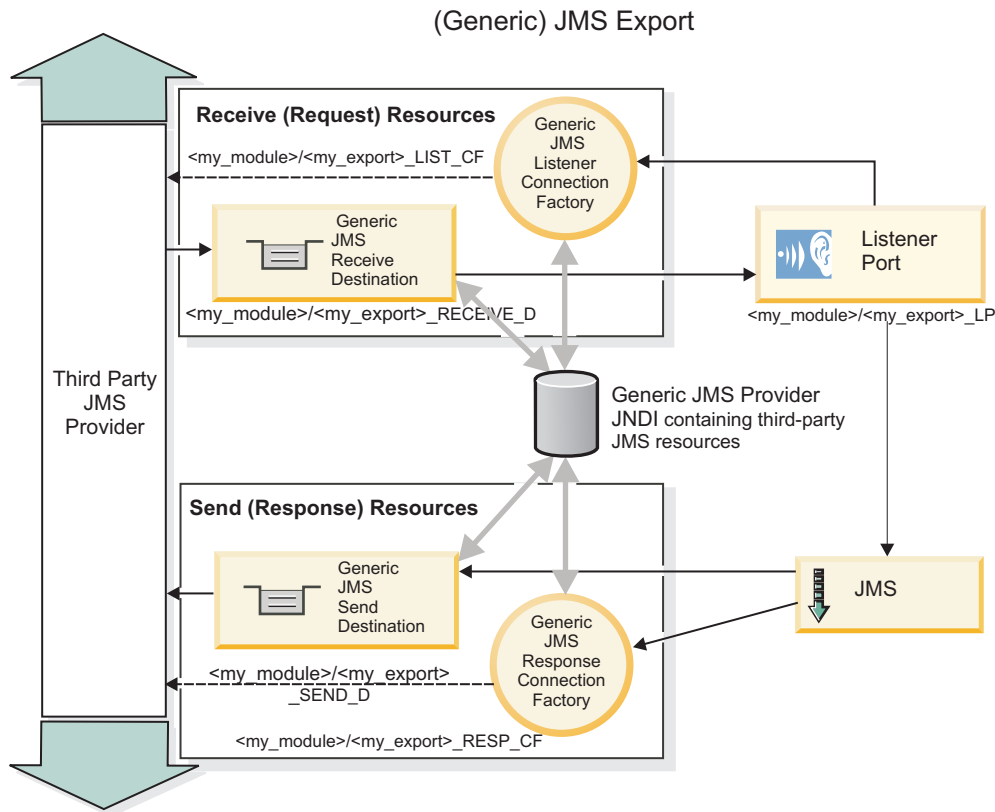 (Generic) JMS Export
Receive (Request) Resources
<my_module>/<my_export>_LIST_CF
Generic
JMS
Listener
Connection
Factory
Generic
JMS
Receive
Destination
<my_module>/<my_export>_RECEIVE_D
Listener
Port
<my_module>/<my_export>_LP
Third Party
JMS
Provider
Generic JMS Provider
JNDI containing third-party
JMS resources
Send (Response) Resources
Generic
JMS
Send
Destination
JMS
Generic
JMS
Response
Connection
Factory
<my_module>/<my_export>
_SEND_D
<my_module>/<my_export>_RESP_CF